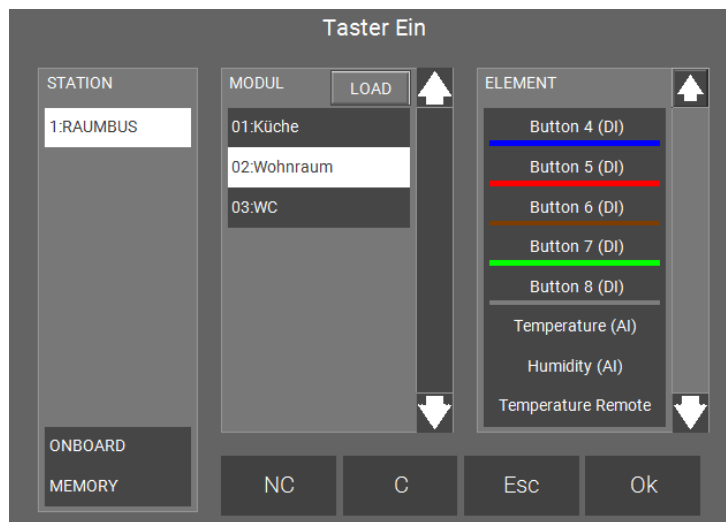 Taster Ein
STATION
1:RAUMBUS
ONBOARD
MEMORY
MODUL
LOAD
01:Küche
02:Wohnraum
03:WC
ELEMENT
Button 4 (DI)
Button 5 (DI)
Button 6 (DI)
Button 7 (DI)
Button 8 (DI)
Temperature (AI)
Humidity (AI)
Temperature Remote
NC
C
Esc
Ok